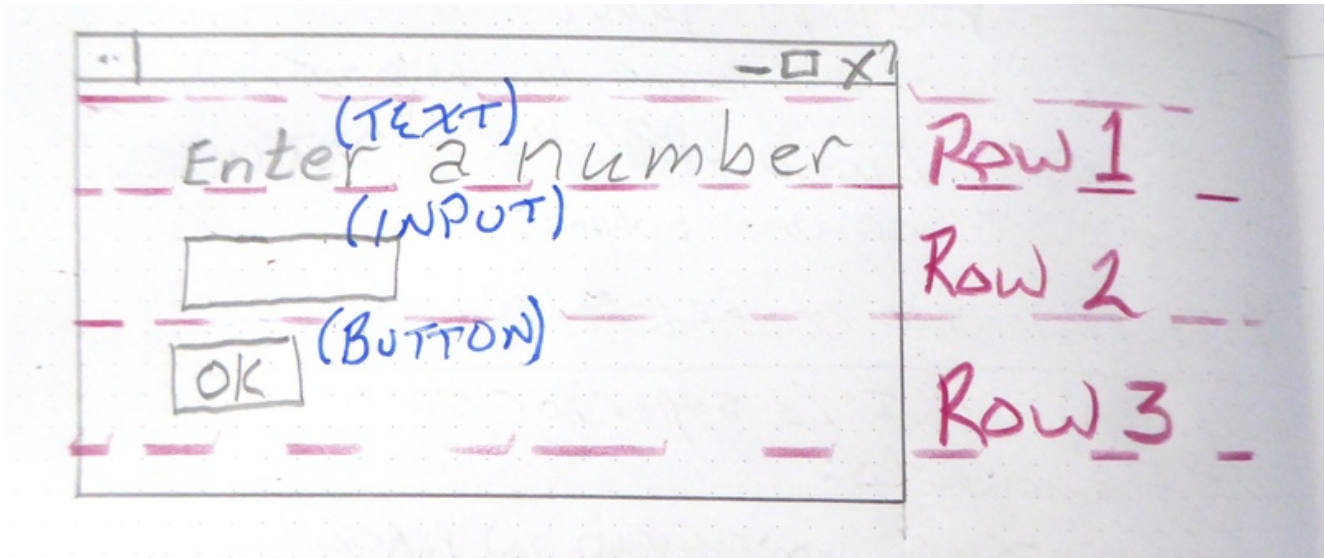 (TEXT)
Enter a number Row 1
(INPUT)
Row 2
(BUTTON)
OK
Row 3